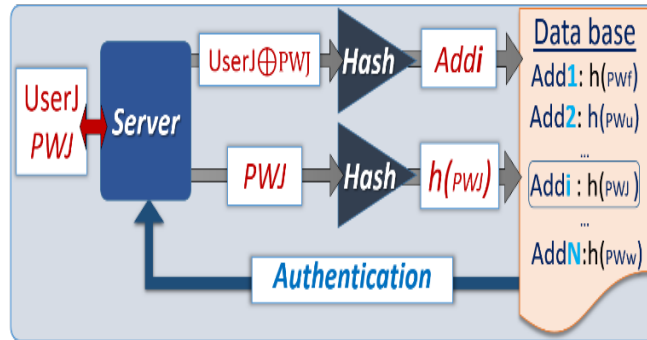 UserJ
PWJ
Server
UserJ⊕PWJ
Hash
Addi
PWJ
Hash
h(PWJ)
Authentication
Data base
Add1: h(PWf)
Add2: h(PWu)
...
Addi : h(PWJ )
...
AddN:h(PWw)